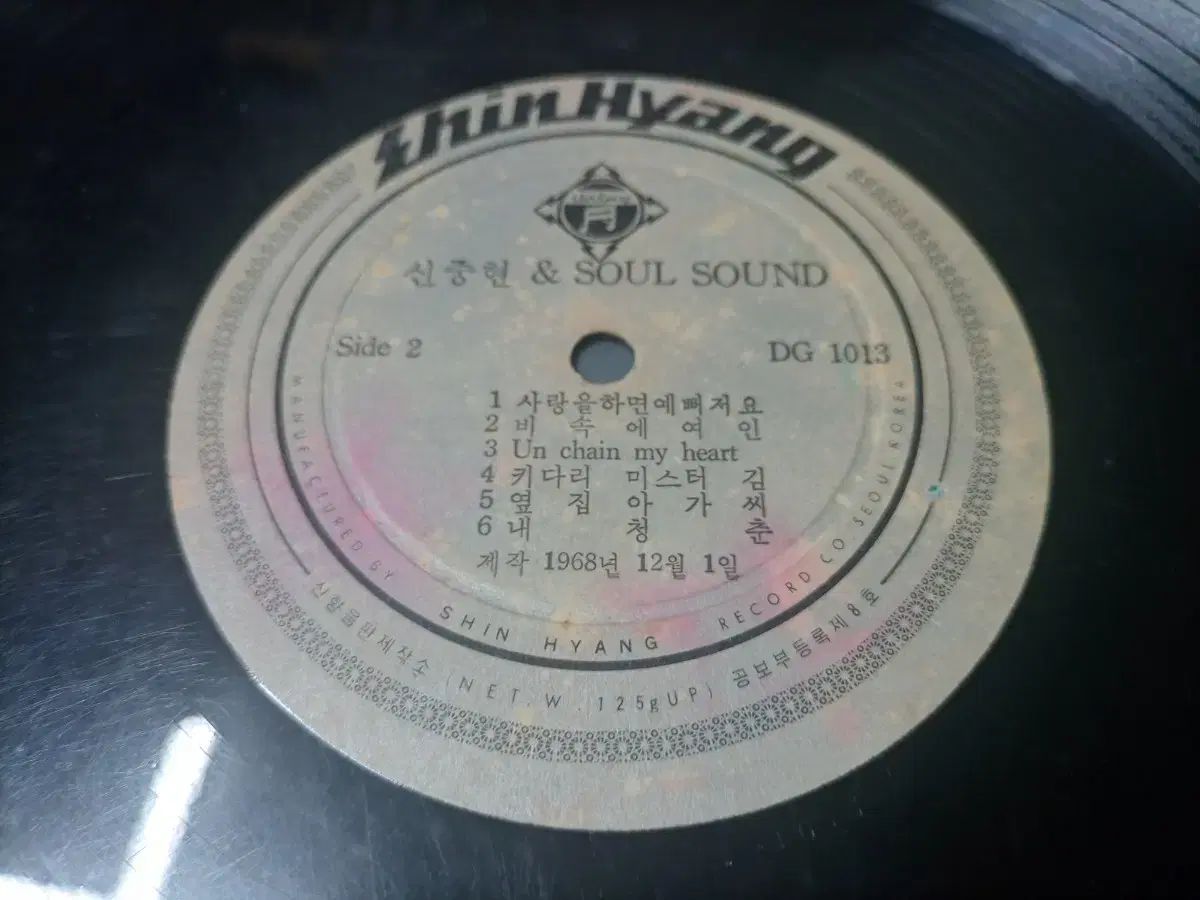 Shin Hyang
신중현 & SOUL SOUND
Side 2
DG 1013
1 사랑을하면예뻐저요
2 비 속 에 여 인
3 Un chain my heart
4 키다리 미스터 김
5 옆 집 아 가 씨
6 내 청 춘
제작 1968년 12월 1일
MANUFACTURED BY SHIN HYANG RECORD CO. SEOUL KOREA
신향음반제작소 (NET.W.125gUP) 공보부등록제8호